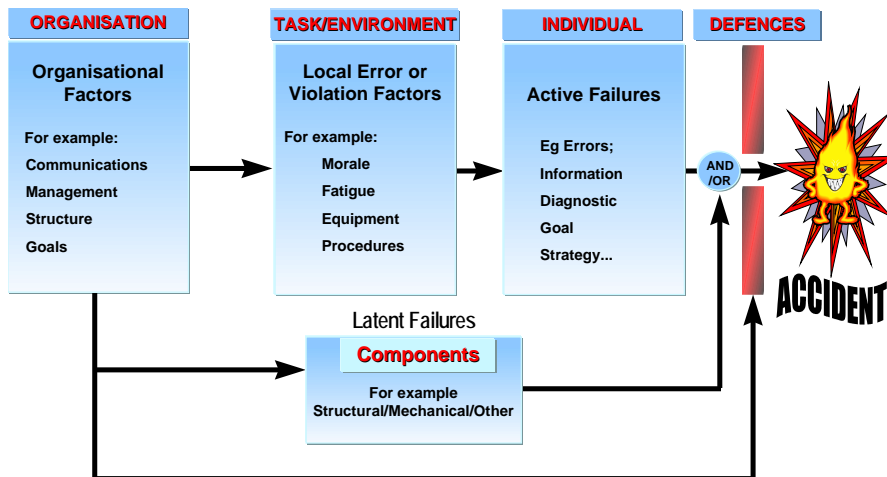 ORGANISATION
Organisational
Factors
For example:
Communications
Management
Structure
Goals
TASK/ENVIRONMENT
Local Error or
Violation Factors
For example:
Morale
Fatigue
Equipment
Procedures
INDIVIDUAL
Active Failures
Eg Errors;
Information
Diagnostic
Goal
Strategy...
DEFENCES
AND
/OR
ACCIDENT
Latent Failures
Components
For example
Structural/Mechanical/Other